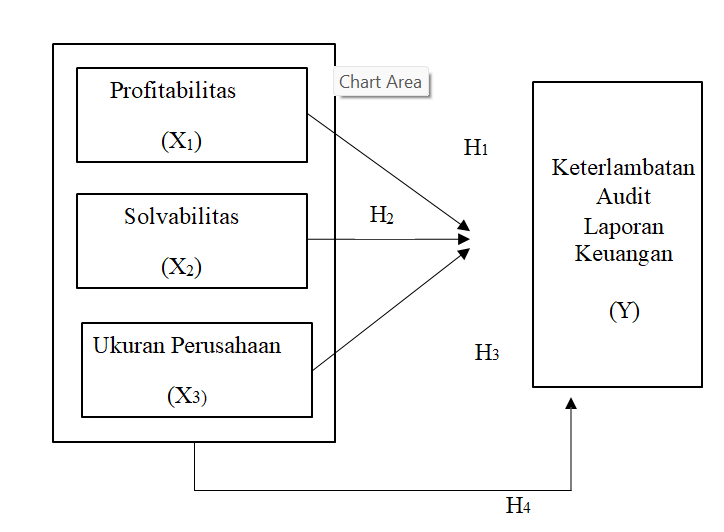 Profitabilitas
(X1)
Chart Area
H1
Solvabilitas
(X2)
H2
Ukuran Perusahaan
(X3)
H3
Keterlambatan
Audit
Laporan
Keuangan
(Y)
H4